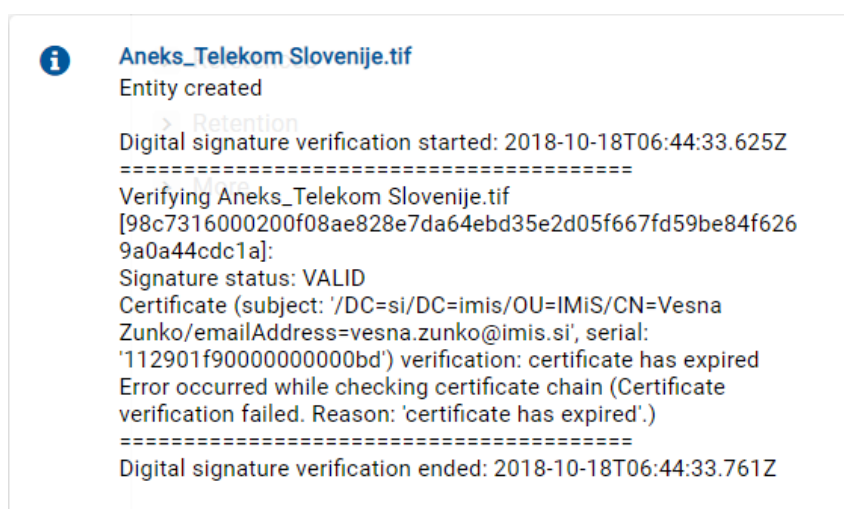 Aneks_Telekom Slovenije.tif
Entity created
> Retention
Digital signature verification started: 2018-10-18T06:44:33.625Z
========================================
> More
Verifying Aneks_Telekom Slovenije.tif
[98c7316000200f08ae828e7da64ebd35e2d05f667fd59be84f626
9a0a44cdc1a]:
Signature status: VALID
Certificate (subject: '/DC=si/DC=imis/OU=IMiS/CN=Vesna
Zunko/emailAddress=vesna.zunko@imis.si', serial:
'112901f90000000000bd') verification: certificate has expired
Error occurred while checking certificate chain (Certificate
verification failed. Reason: 'certificate has expired'.)
========================================
Digital signature verification ended: 2018-10-18T06:44:33.761Z